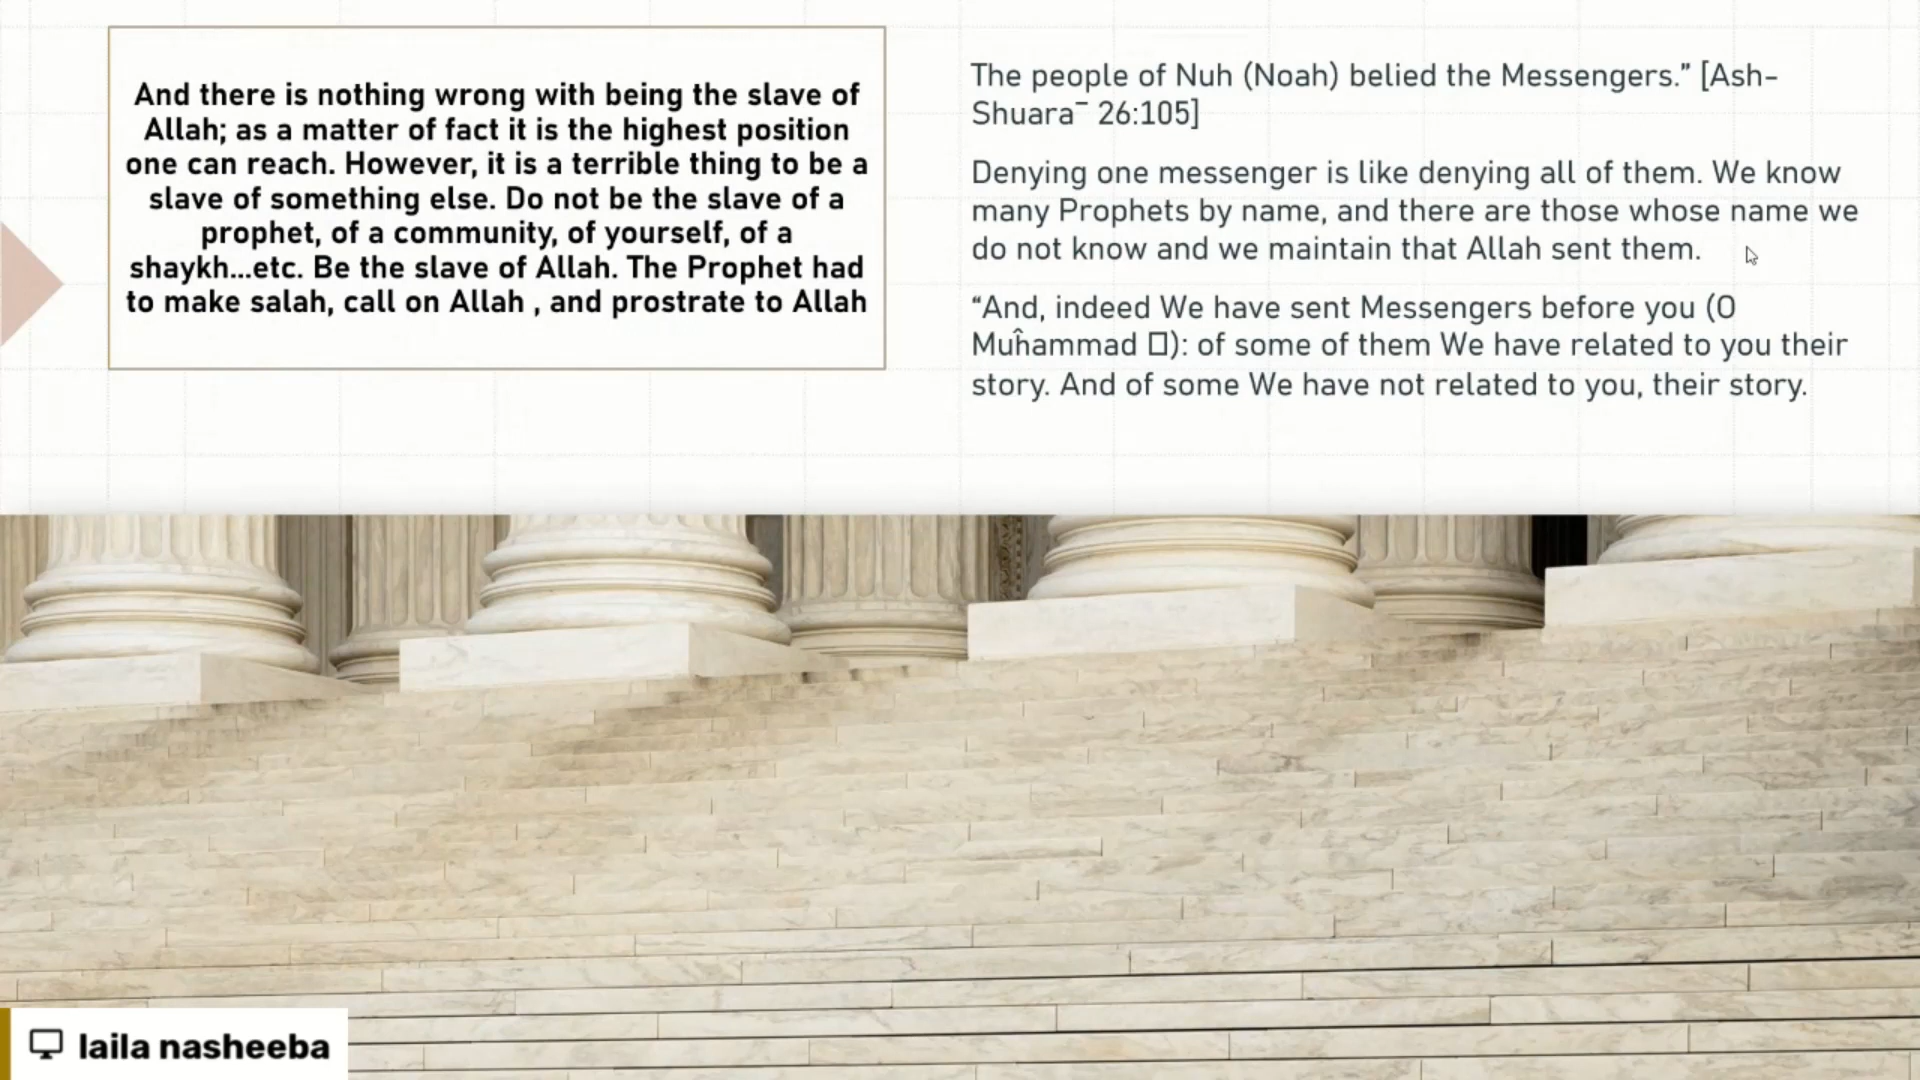 And there is nothing wrong with being the slave of
Allah; as a matter of fact it is the highest position
one can reach. However, it is a terrible thing to be a
slave of something else. Do not be the slave of a
prophet, of a community, of yourself, of a
shaykh...etc. Be the slave of Allah. The Prophet had
to make salah, call on Allah , and prostrate to Allah
The people of Nuh (Noah) belied the Messengers.” [Ash-
Shuara¯ 26:105]
Denying one messenger is like denying all of them. We know
many Prophets by name, and there are those whose name we
do not know and we maintain that Allah sent them.
“And, indeed We have sent Messengers before you (O
Muĥammad □): of some of them We have related to you their
story. And of some We have not related to you, their story.
laila nasheeba